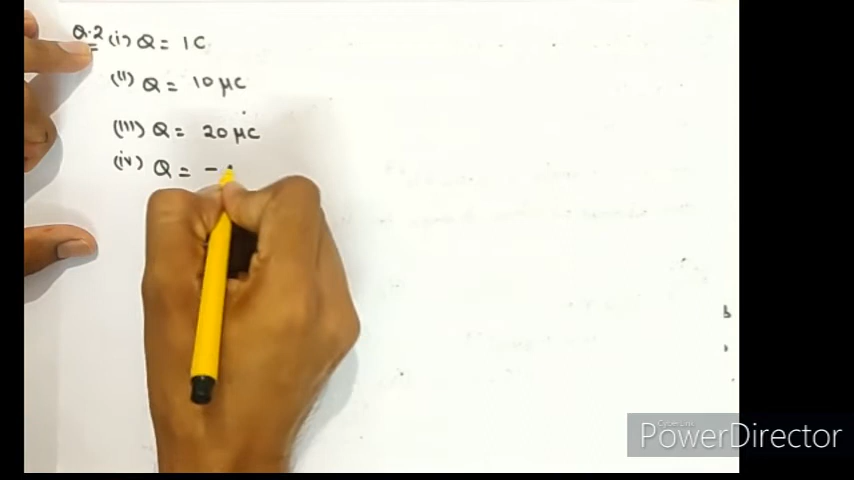 Q.2 (i) Q = 1C
(ii) Q = 10 μC
(iii) Q = 20 μC
(iv) Q = -
PowerDirector